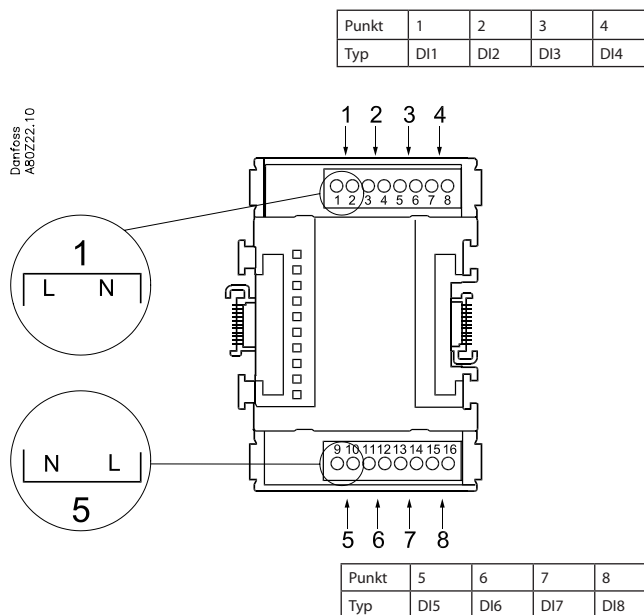 Punkt 1 2 3 4
Typ DI1 DI2 DI3 DI4
Danfoss
A80Z22.10
1 2 3 4
1 2 3 4 5 6 7 8
1
L N
N L
5
9 10 11 12 13 14 15 16
5 6 7 8
Punkt 5 6 7 8
Typ DI5 DI6 DI7 DI8